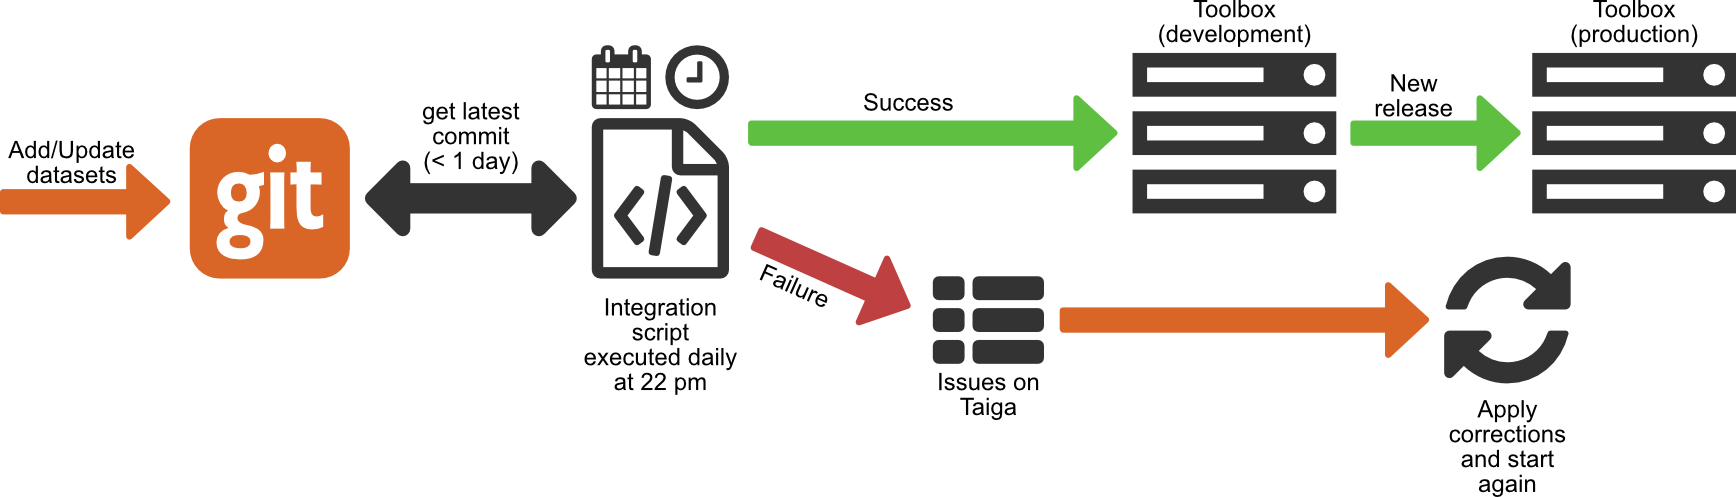 Add/Update
datasets
git
get latest
commit
(< 1 day)
</>
Integration
script
executed daily
at 22 pm
Success
Failure
Toolbox
(development)
New
release
Toolbox
(production)
Issues on
Taiga
Apply
corrections
and start
again